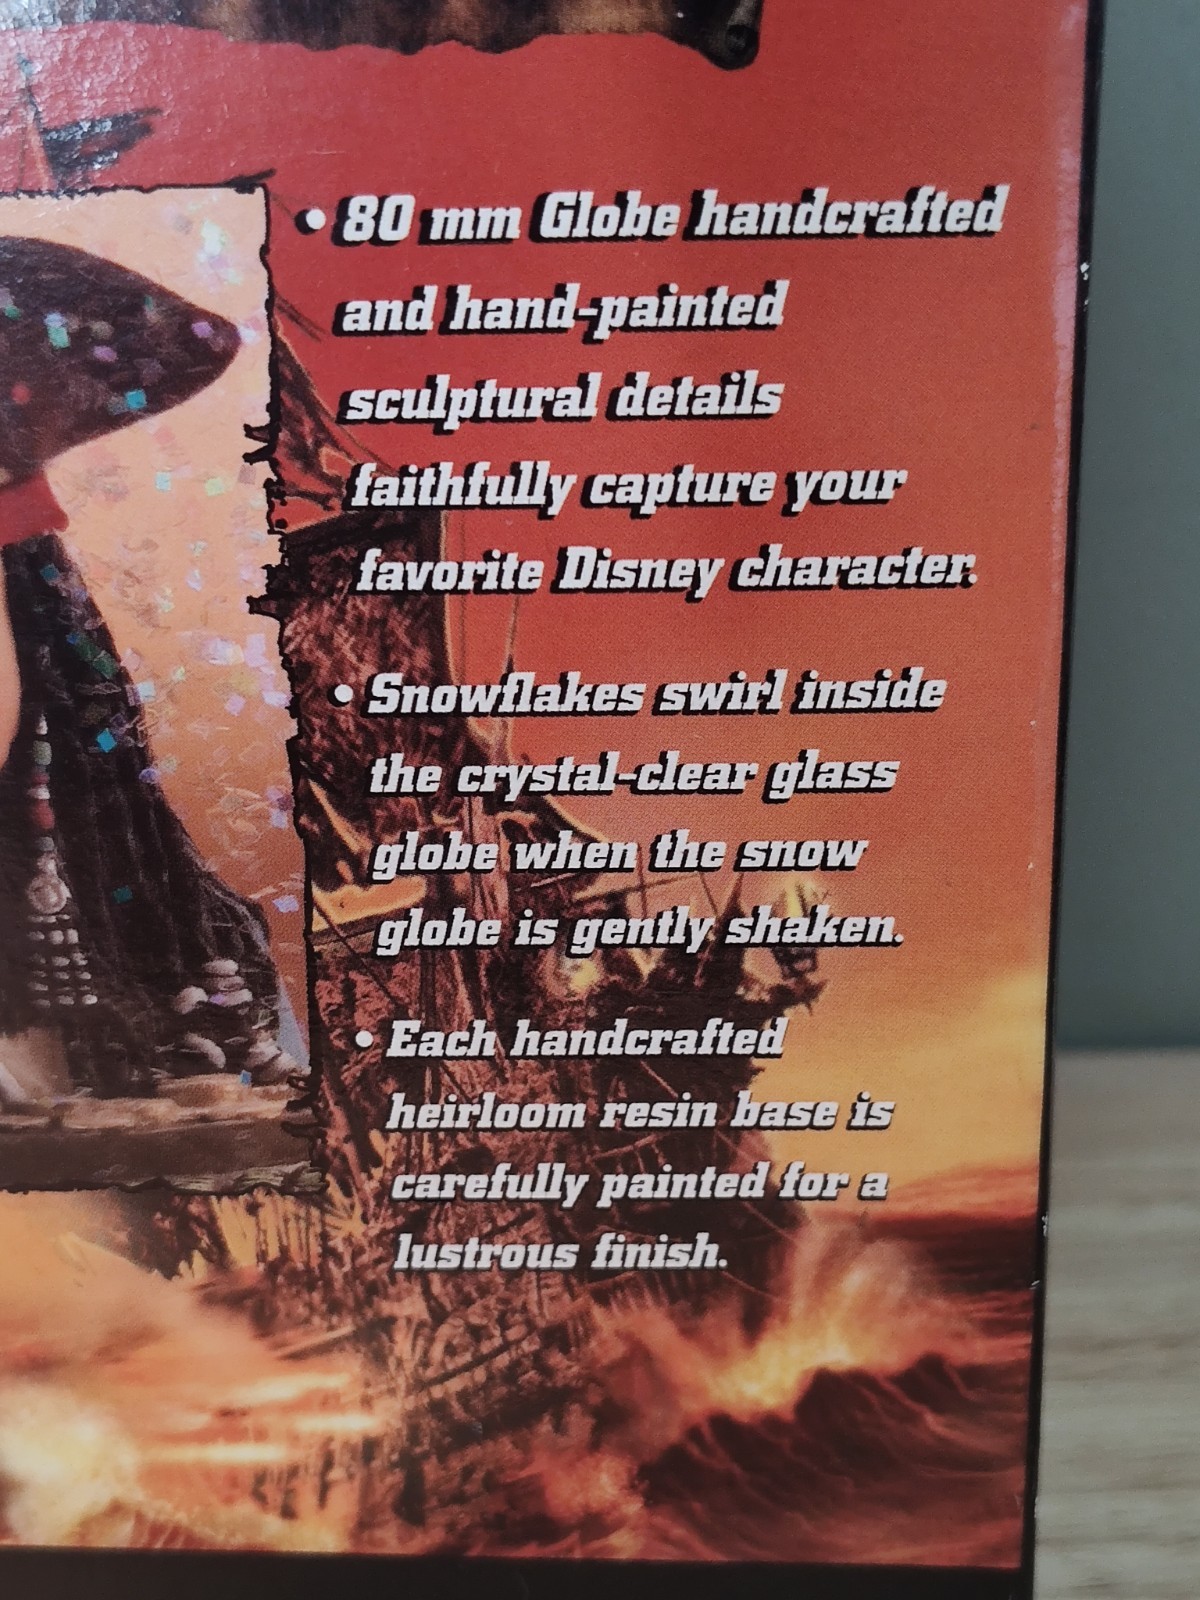 • 80 mm Globe handcrafted
and hand-painted
sculptural details
faithfully capture your
favorite Disney character.
• Snowflakes swirl inside
the crystal-clear glass
globe when the snow
globe is gently shaken.
• Each handcrafted
heirloom resin base is
carefully painted for a
lustrous finish.